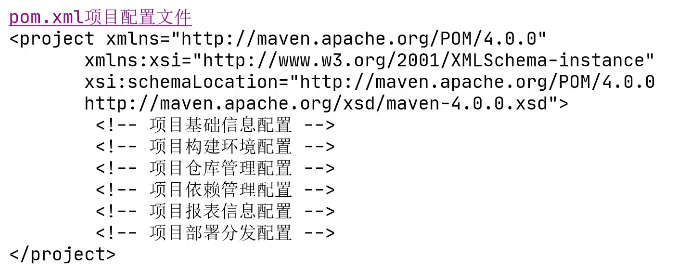 pom.xml项目配置文件
<project xmlns="http://maven.apache.org/POM/4.0.0"
xmlns:xsi="http://www.w3.org/2001/XMLSchema-instance"
xsi:schemaLocation="http://maven.apache.org/POM/4.0.0
http://maven.apache.org/xsd/maven-4.0.0.xsd">
<!-- 项目基础信息配置 -->
<!-- 项目构建环境配置 -->
<!-- 项目仓库管理配置 -->
<!-- 项目依赖管理配置 -->
<!-- 项目报表信息配置 -->
<!-- 项目部署分发配置 -->
</project>